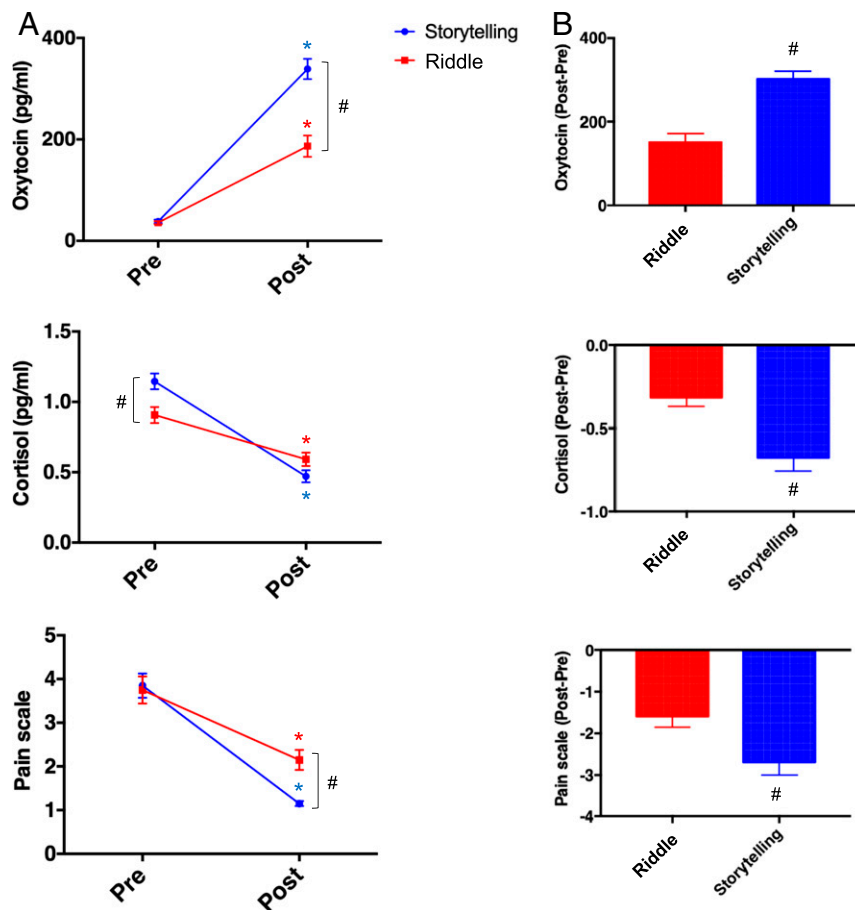 A
Oxytocin (pg/ml)
400
200
0
*
*
#
Pre
Post
Storytelling
Riddle
B
Oxytocin (Post-Pre)
400
200
0
#
Riddle
Storytelling
Cortisol (pg/ml)
1.5
1.0
0.5
0.0
#
*
*
Pre
Post
Cortisol (Post-Pre)
0.0
-0.5
-1.0
#
Riddle
Storytelling
Pain scale
5
4
3
2
1
0
*
*
#
Pre
Post
Pain scale (Post-Pre)
0
-1
-2
-3
-4
#
Riddle
Storytelling